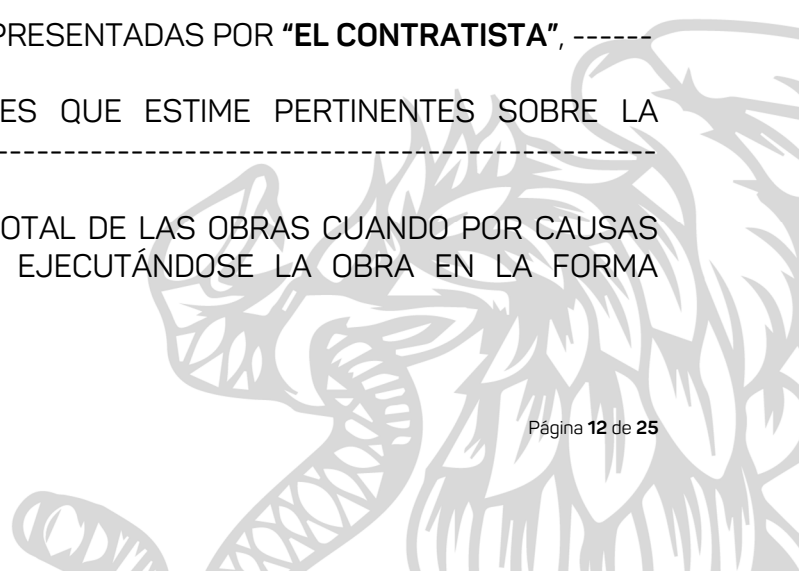 PRESENTADAS POR “EL CONTRATISTA”, ------
ES QUE ESTIME PERTINENTES SOBRE LA
----------------------------------------------------
OTAL DE LAS OBRAS CUANDO POR CAUSAS
EJECUTÁNDOSE LA OBRA EN LA FORMA
Página 12 de 25